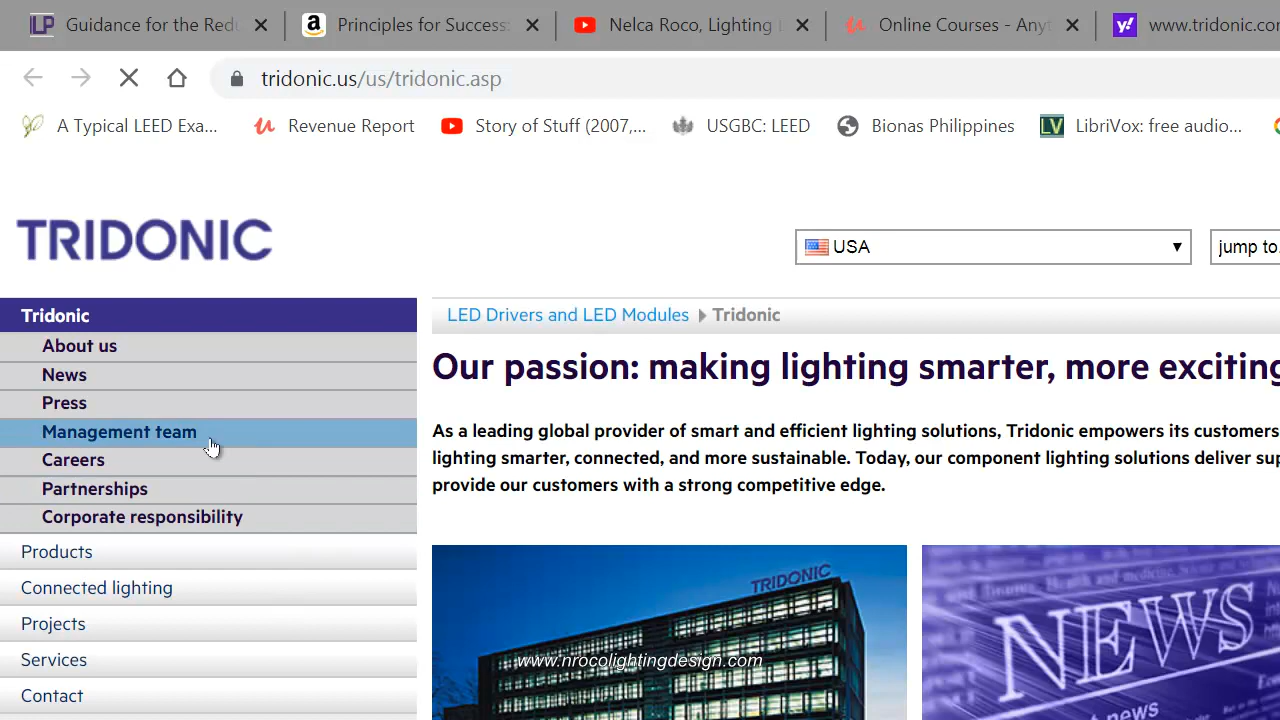 Guidance for the Redu
Principles for Success:
Nelca Roco, Lighting
Online Courses - Anyt
www.tridonic.com
tridonic.us/us/tridonic.asp
A Typical LEED Exa...
Revenue Report
Story of Stuff (2007,...
USGBC: LEED
Bionas Philippines
LV
LibriVox: free audio...
TRIDONIC
USA
jump to
Tridonic
About us
News
Press
Management team
Careers
Partnerships
Corporate responsibility
Products
Connected lighting
Projects
Services
Contact
LED Drivers and LED Modules Tridonic
Our passion: making lighting smarter, more exciting
As a leading global provider of smart and efficient lighting solutions, Tridonic empowers its customers
lighting smarter, connected, and more sustainable. Today, our component lighting solutions deliver sup
provide our customers with a strong competitive edge.
TRIDONIC
www.nrocolightingdesign.com
NEWS
news